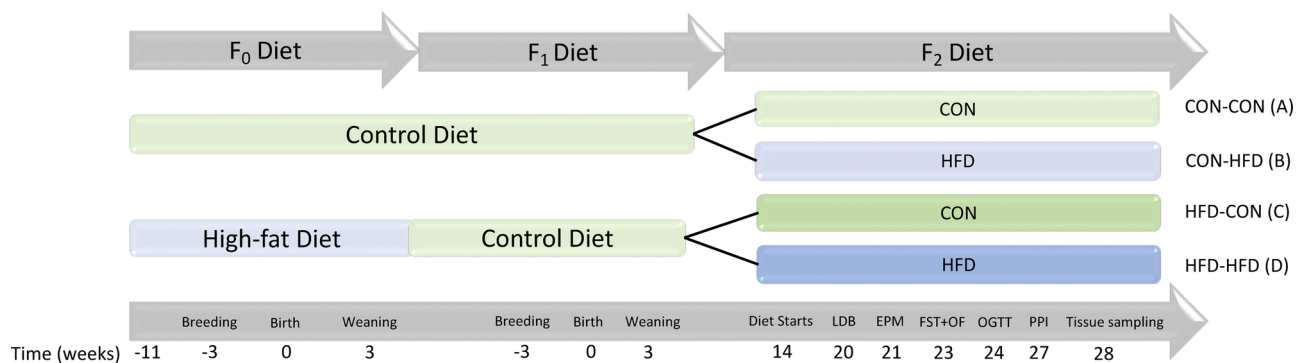 F0 Diet F1 Diet F2 Diet
CON CON-CON (A)
Control Diet
HFD CON-HFD (B)
CON HFD-CON (C)
High-fat Diet Control Diet
HFD HFD-HFD (D)
Breeding Birth Weaning Breeding Birth Weaning Diet Starts LDB EPM FST+OF OGTT PPI Tissue sampling
Time (weeks) -11 -3 0 3 -3 0 3 14 20 21 23 24 27 28